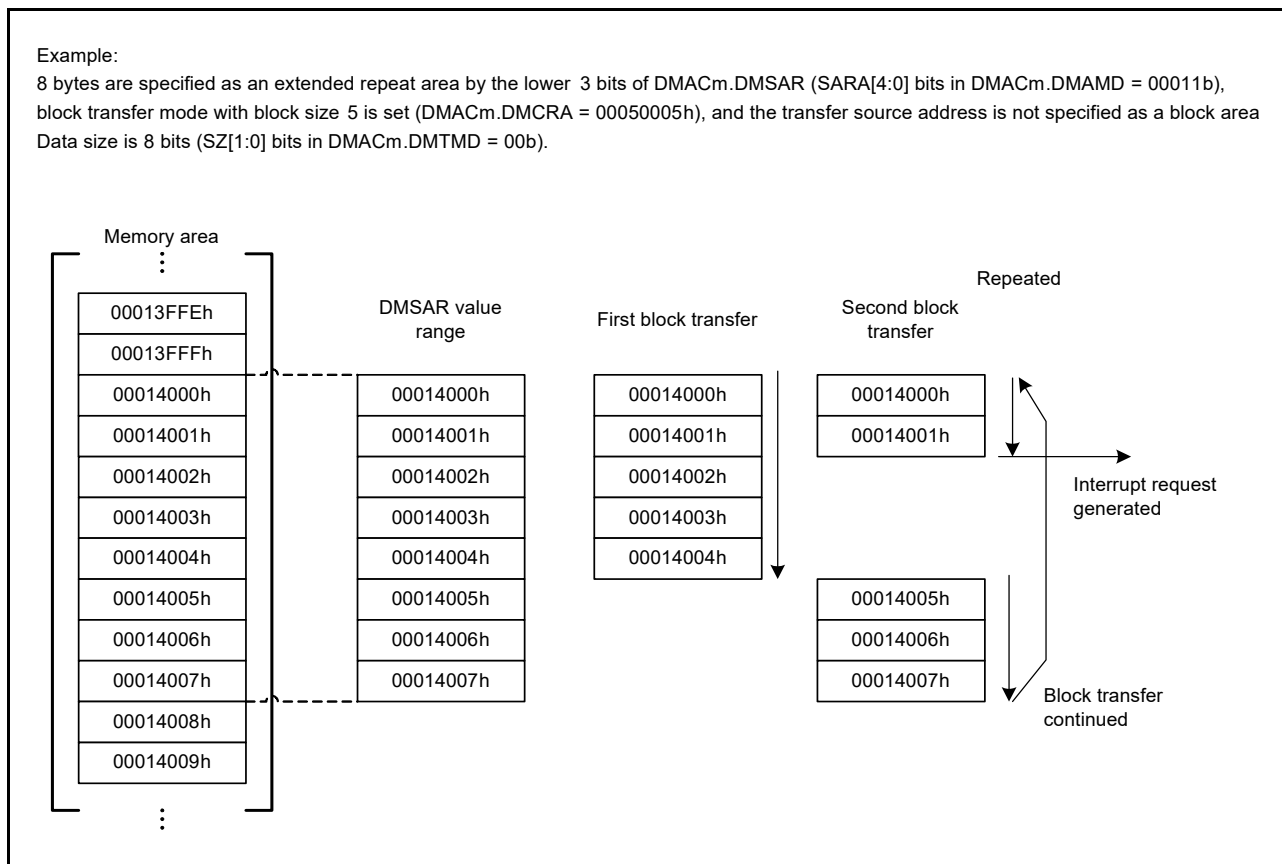 Example:
8 bytes are specified as an extended repeat area by the lower 3 bits of DMACm.DMSAR (SARA[4:0] bits in DMACm.DMAMD = 00011b),
block transfer mode with block size 5 is set (DMACm.DMCRA = 00050005h), and the transfer source address is not specified as a block area
Data size is 8 bits (SZ[1:0] bits in DMACm.DMTMD = 00b).
Memory area
00013FFEh
00013FFFh
00014000h
00014001h
00014002h
00014003h
00014004h
00014005h
00014006h
00014007h
00014008h
00014009h
DMSAR value
range
00014000h
00014001h
00014002h
00014003h
00014004h
00014005h
00014006h
00014007h
First block transfer
00014000h
00014001h
00014002h
00014003h
00014004h
Second block
transfer
00014000h
00014001h
00014005h
00014006h
00014007h
Repeated
Interrupt request
generated
Block transfer
continued